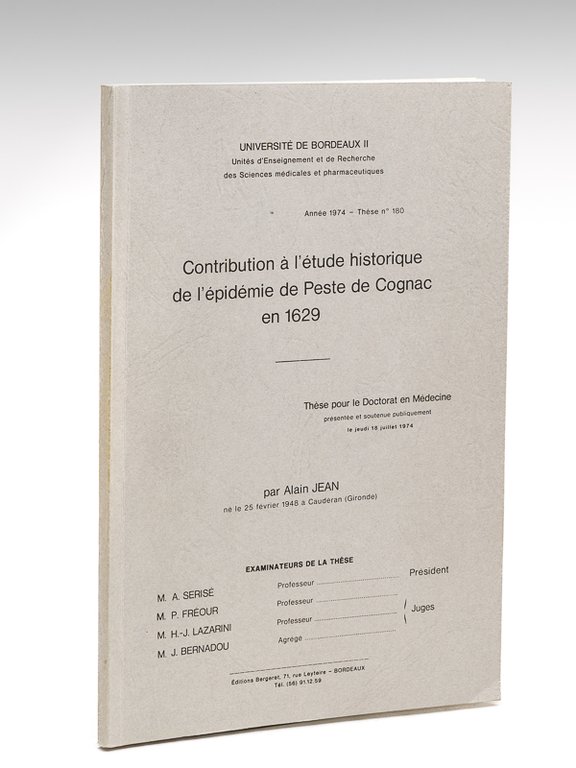 UNIVERSITÉ DE BORDEAUX II
Unités d'Enseignement et de Recherche
des Sciences médicales et pharmaceutiques
Année 1974 – Thèse n° 180
Contribution à l'étude historique
de l'épidémie de Peste de Cognac
en 1629
Thèse pour le Doctorat en Médecine
présentée et soutenue publiquement
le jeudi 18 juillet 1974
par Alain JEAN
né le 25 février 1948 à Cauderan (Gironde)
EXAMINATEURS DE LA THÈSE
M. A. SERISÉ Professeur ........................ Président
M. P. FRÉOUR Professeur ........................
M. H.-J. LAZARINI Professeur ........................ Juges
M. J. BERNADOU Agrégé ........................
Éditions Bergeret, 71, rue Leyteire – BORDEAUX
Tél. (56) 91.12.59